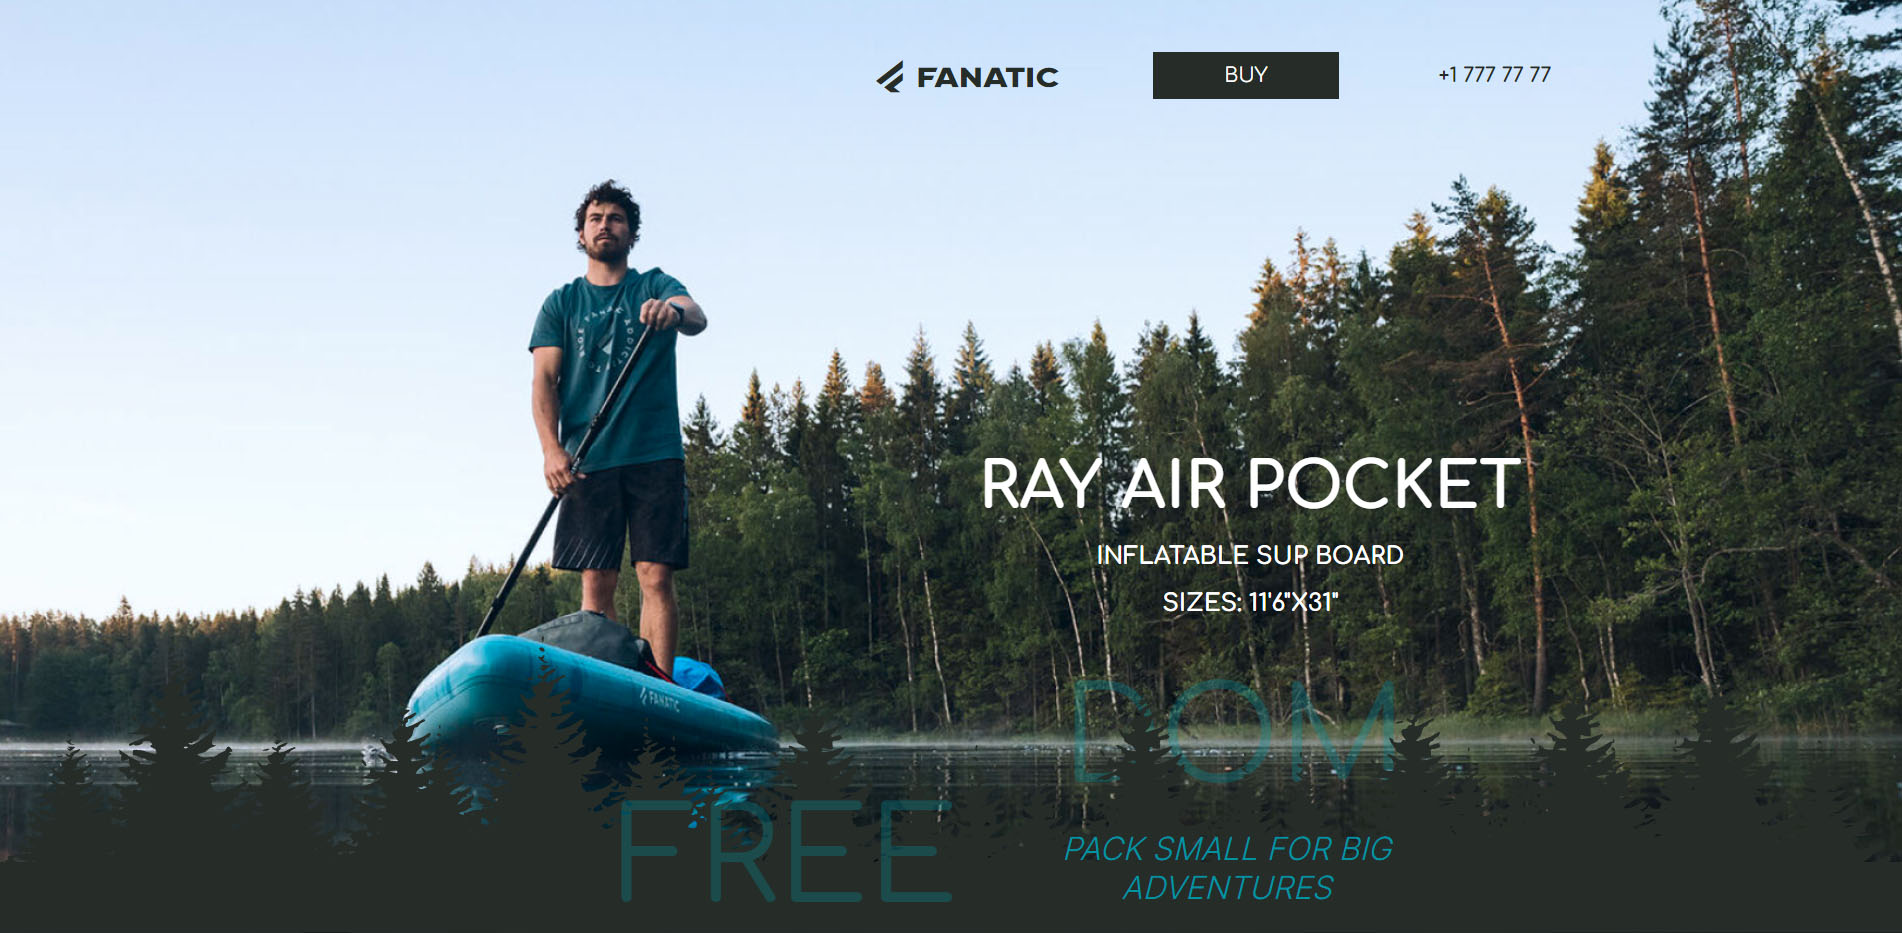 FANATIC
BUY
+1 777 77 77
RAY AIR POCKET
INFLATABLE SUP BOARD
SIZES: 11'6"X31"
FANATIC
DOM
FREE
PACK SMALL FOR BIG
ADVENTURES